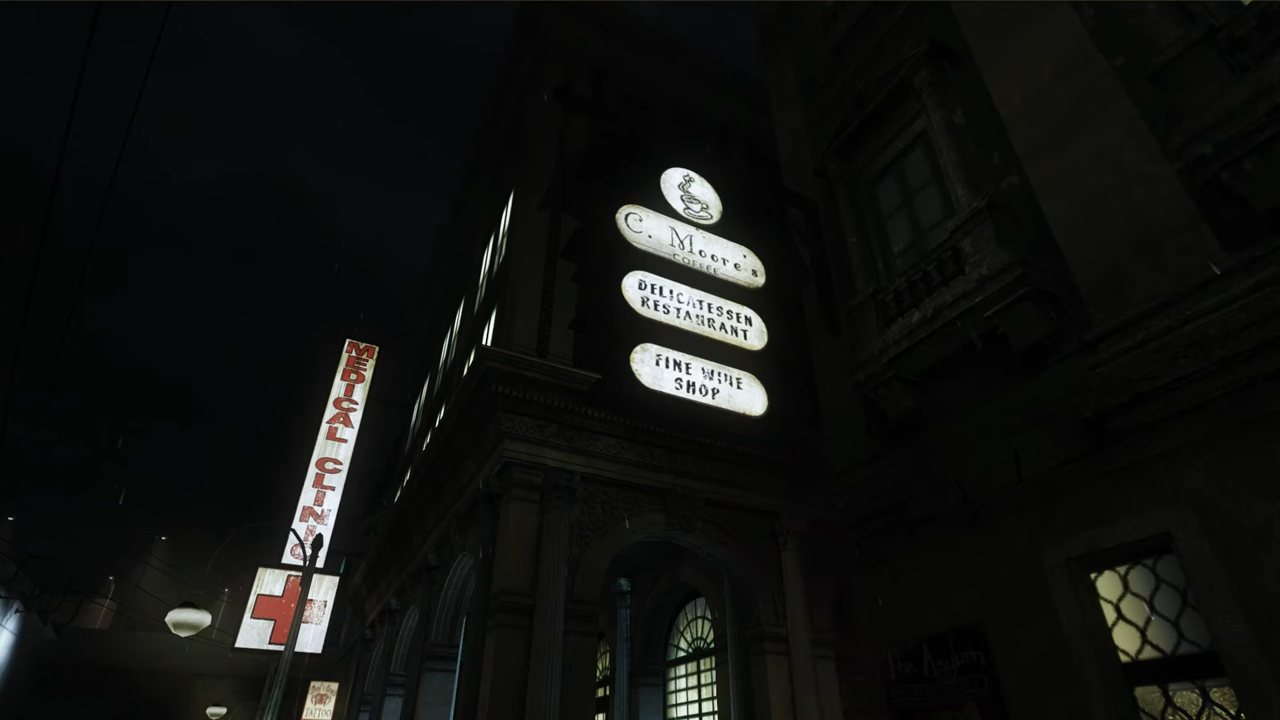 C. Moore's
COFFEE
DELICATESSEN
RESTAURANT
FINE WINE
SHOP
MEDICAL CLINIC
TATTOO
The Asylum